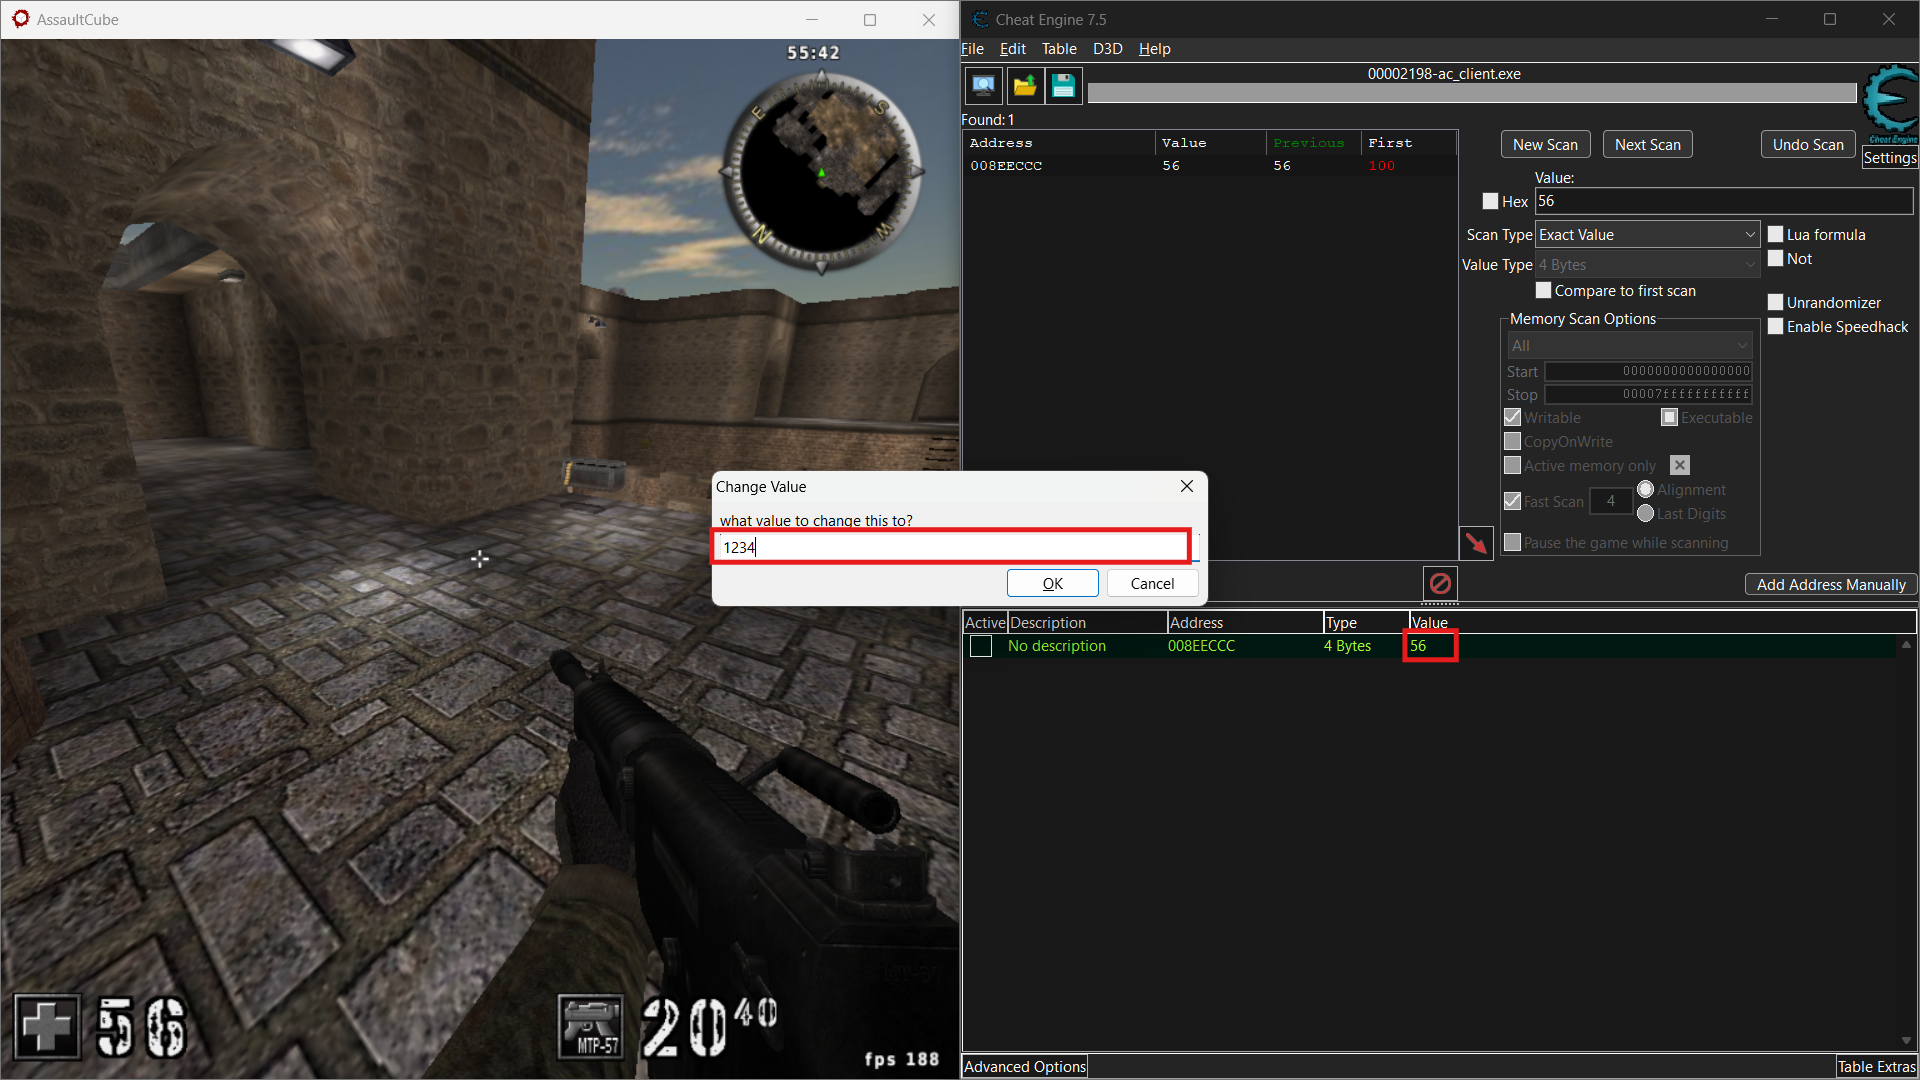 AssaultCube
55:42
E
S
N
W
56
MTP-57
20 40
fps 188
Cheat Engine 7.5
File Edit Table D3D Help
00002198-ac_client.exe
Cheat Engine
Settings
Found: 1
Address Value Previous First
008EECCC 56 56 100
New Scan Next Scan Undo Scan
Value:
Hex 56
Scan Type Exact Value
Lua formula
Value Type 4 Bytes
Not
Compare to first scan
Unrandomizer
Memory Scan Options
Enable Speedhack
All
Start 0000000000000000
Stop 00007fffffffffff
Writable Executable
CopyOnWrite
Active memory only
Fast Scan 4 Alignment
Last Digits
Pause the game while scanning
Add Address Manually
Change Value
what value to change this to?
1234
OK Cancel
Active Description Address Type Value
No description 008EECCC 4 Bytes 56
Advanced Options Table Extras